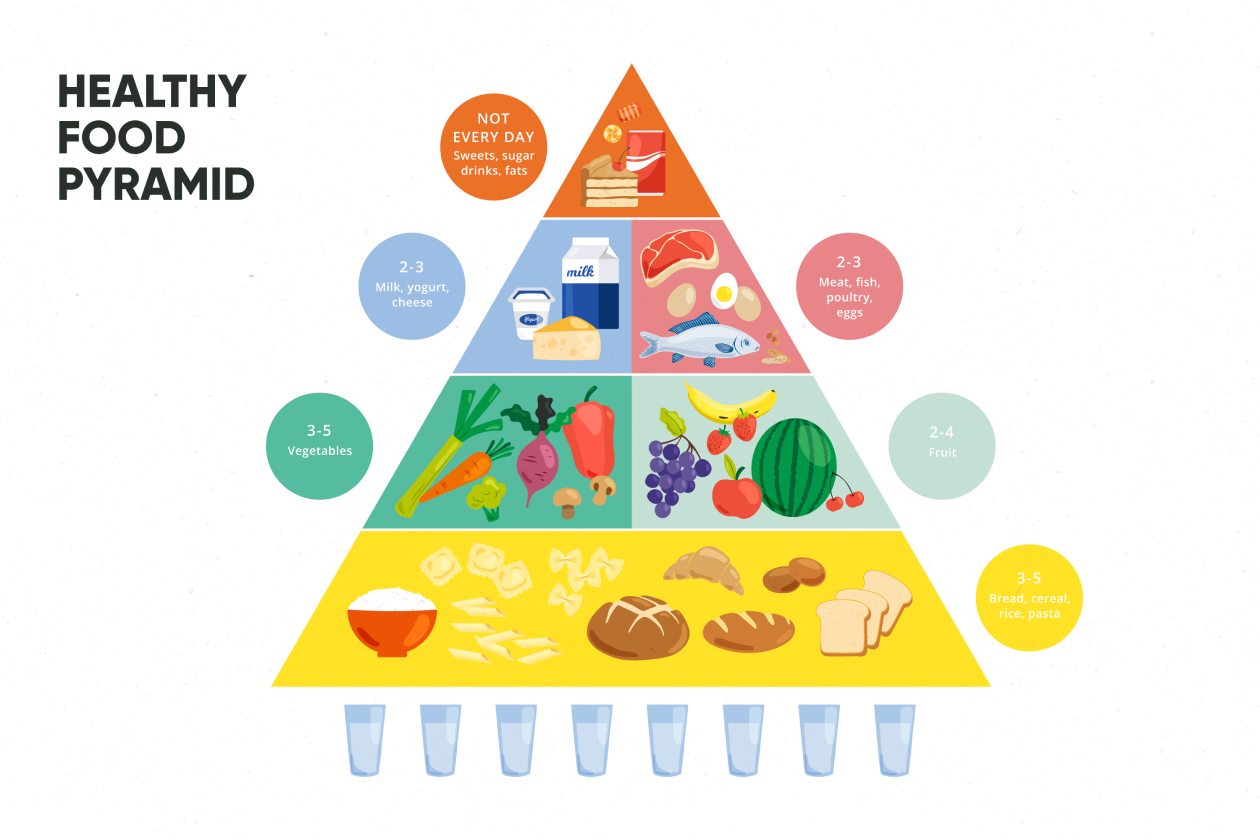 HEALTHY
FOOD
PYRAMID
NOT
EVERY DAY
Sweets, sugar
drinks, fats
2-3
Milk, yogurt,
cheese
milk
Yogurt
2-3
Meat, fish,
poultry,
eggs
3-5
Vegetables
2-4
Fruit
3-5
Bread, cereal,
rice, pasta